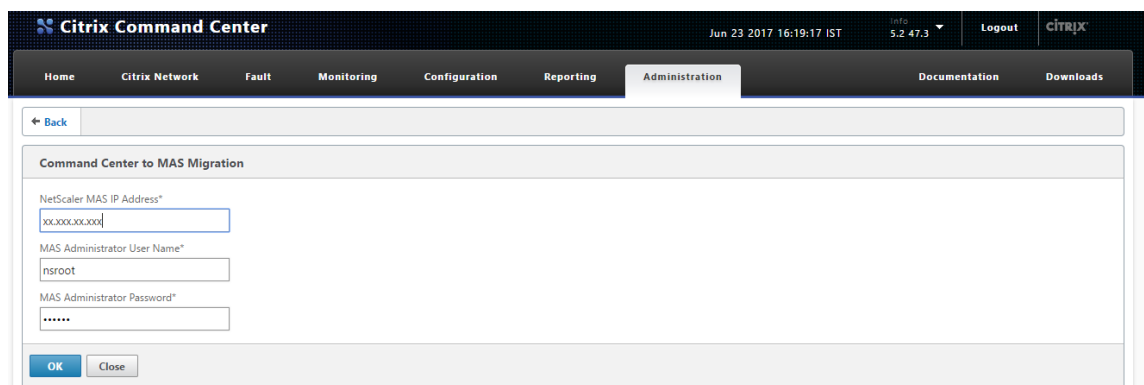 Citrix Command Center
Jun 23 2017 16:19:17 IST
Info
5.2 47.3
Logout
CİTRIX
Home
Citrix Network
Fault
Monitoring
Configuration
Reporting
Administration
Documentation
Downloads
Back
Command Center to MAS Migration
NetScaler MAS IP Address*
xx.xxx.xx.xxx
MAS Administrator User Name*
nsroot
MAS Administrator Password*
••••••
OK
Close